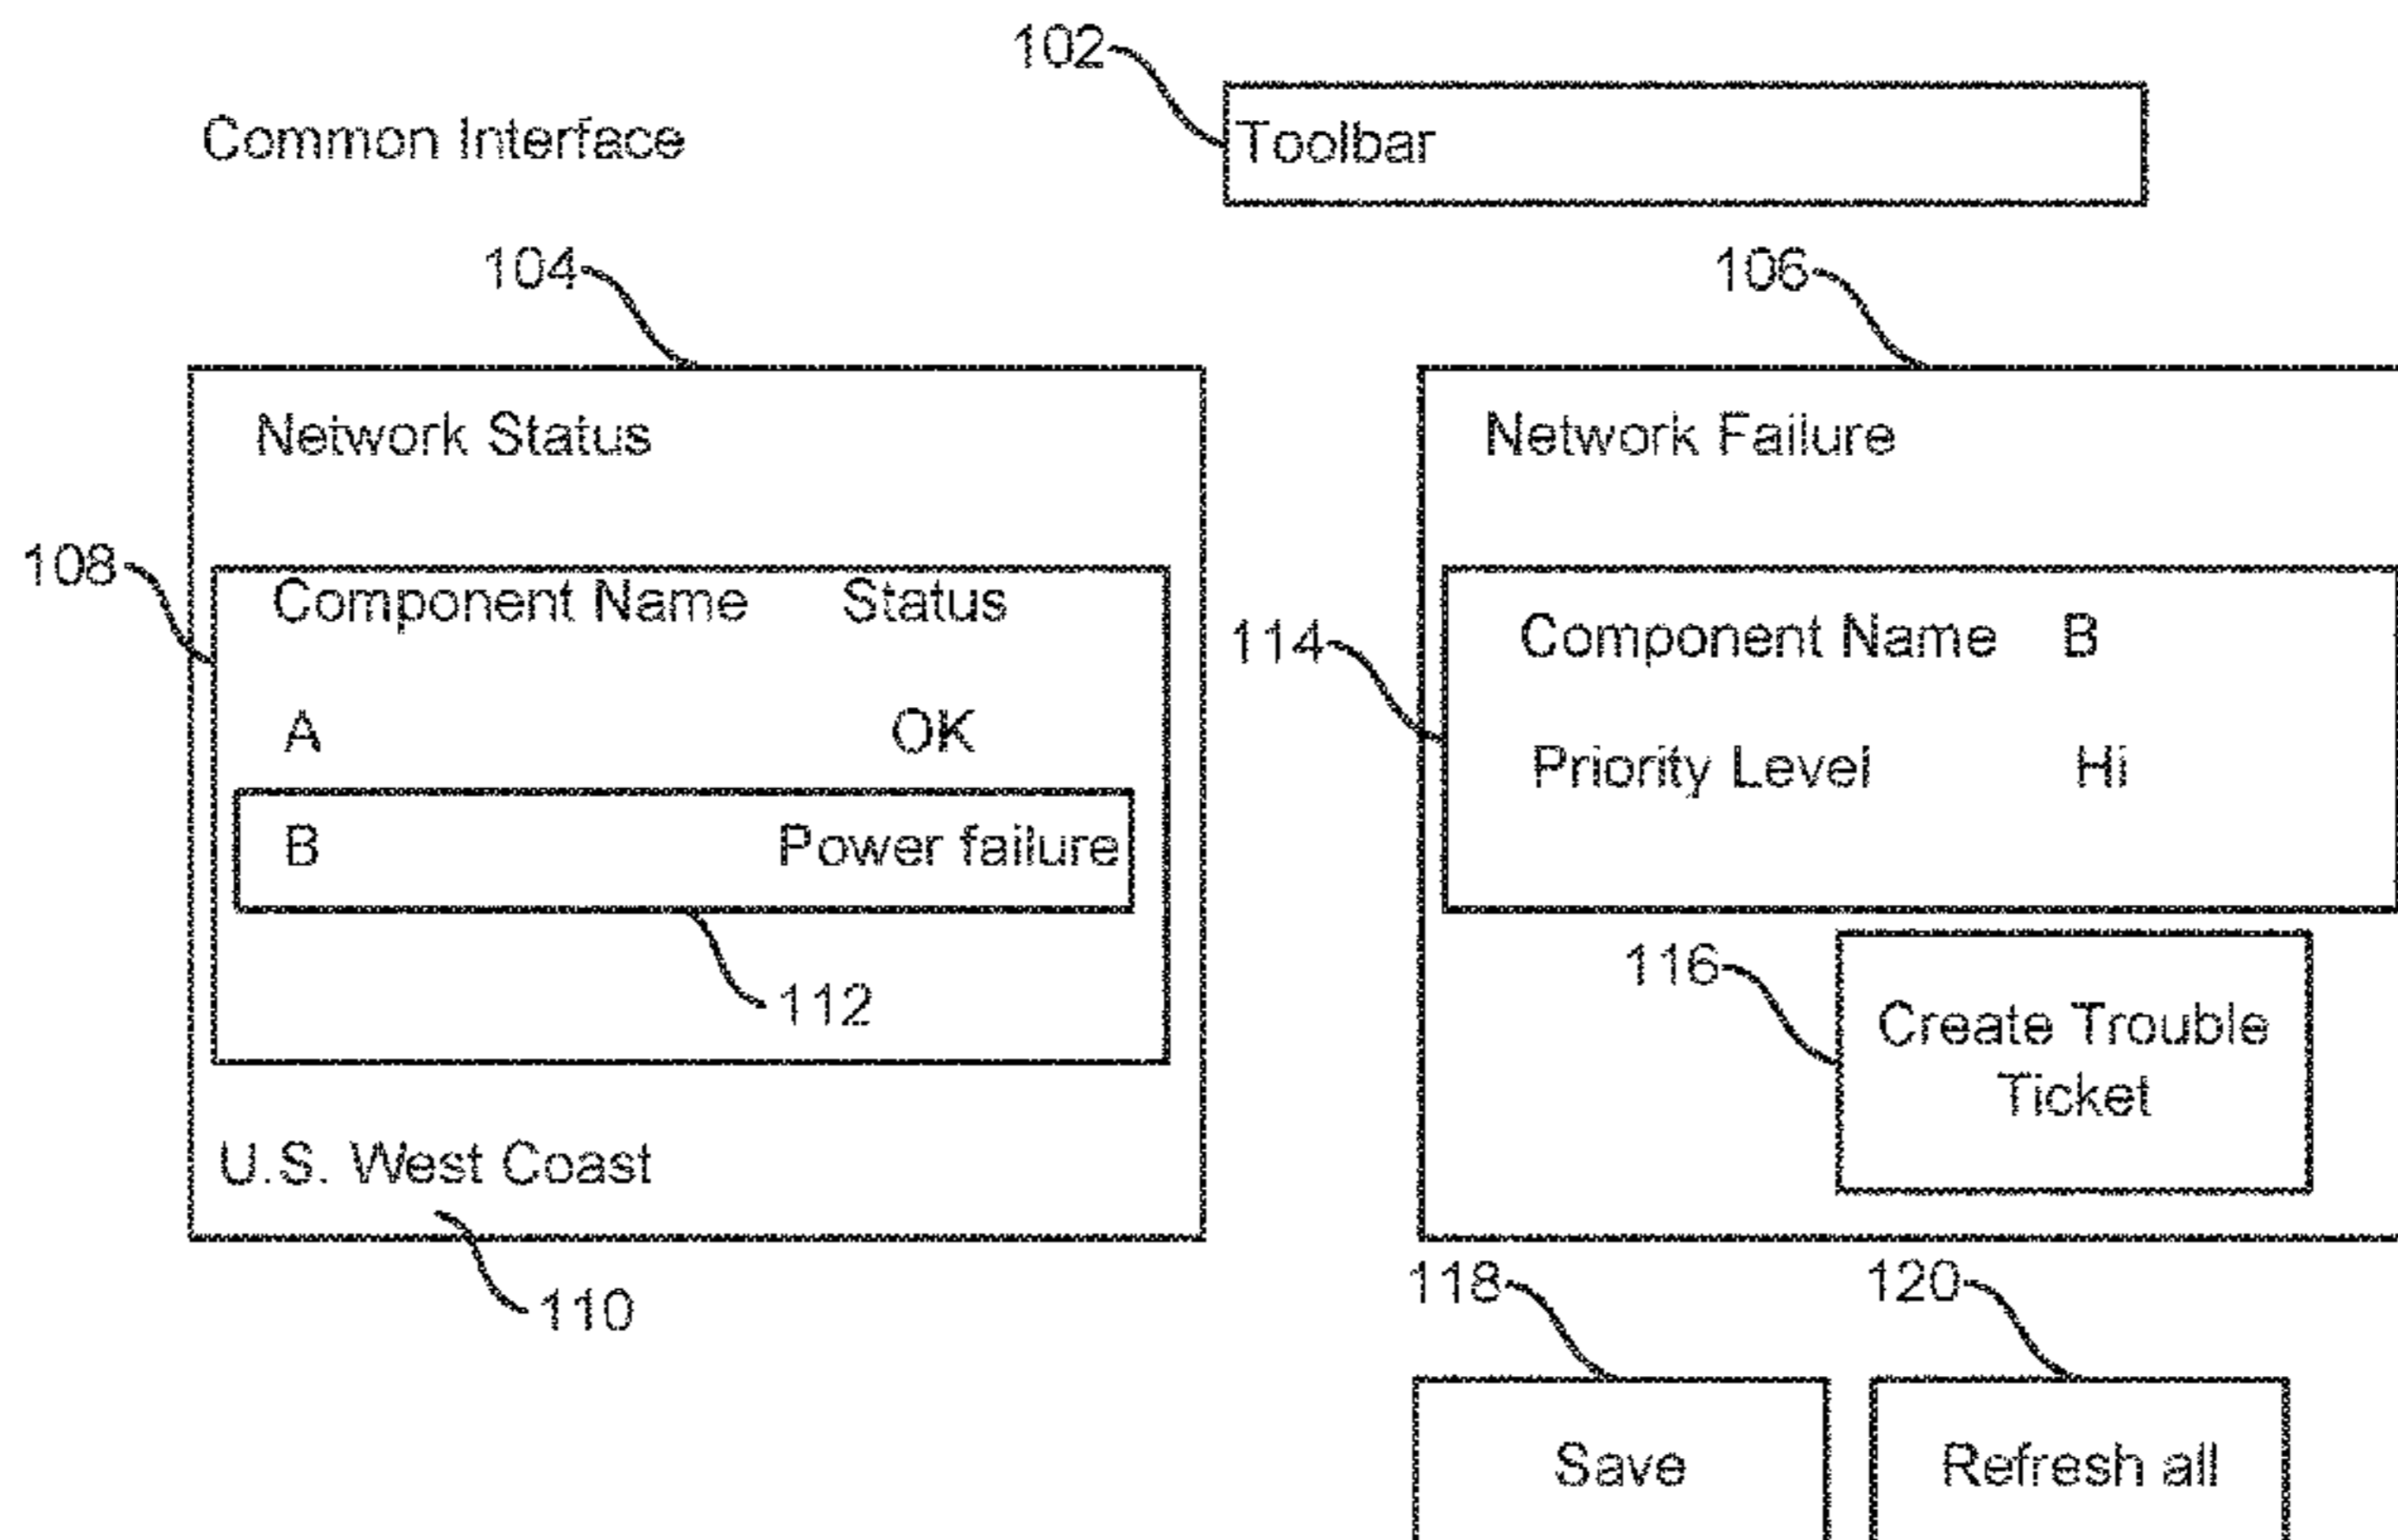 102
Common Interface
Toolbar
104
106
Network Status
Network Failure
108
Component Name Status
114
Component Name B
A OK
Priority Level Hi
B Power failure
116
112
Create Trouble
Ticket
U.S. West Coast
110
118
120
Save
Refresh all